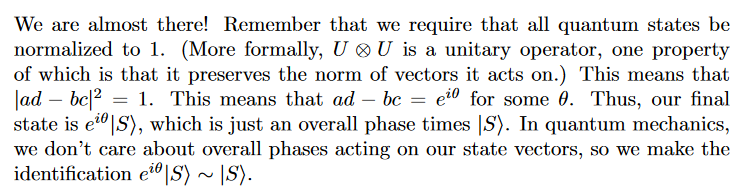 We are almost there! Remember that we require that all quantum states be
normalized to 1. (More formally, U ⊗ U is a unitary operator, one property
of which is that it preserves the norm of vectors it acts on.) This means that
|ad − bc|² = 1. This means that ad − bc = e^{iθ} for some θ. Thus, our final
state is e^{iθ}|S⟩, which is just an overall phase times |S⟩. In quantum mechanics,
we don't care about overall phases acting on our state vectors, so we make the
identification e^{iθ}|S⟩ ∼ |S⟩.